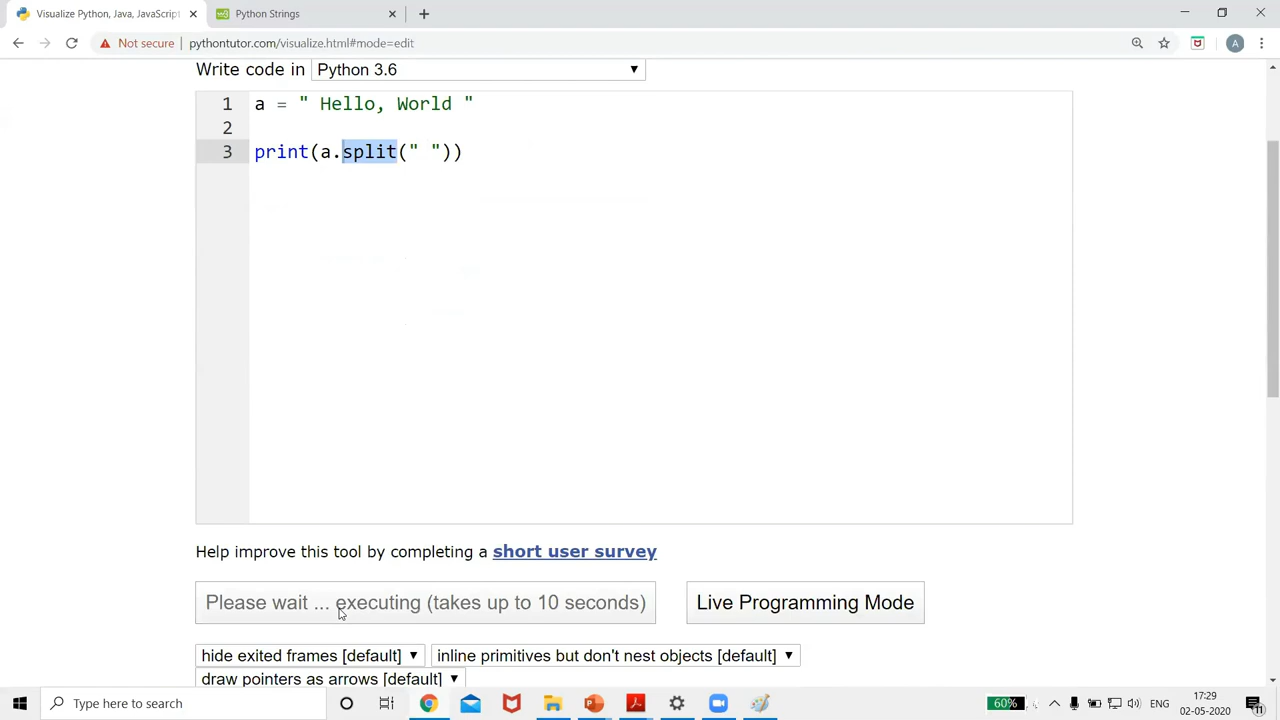 Visualize Python, Java, JavaScript
Python Strings
Not secure
pythontutor.com/visualize.html#mode=edit
A
Write code in
Python 3.6
1 a = " Hello, World "
2
3 print(a.split(" "))
Help improve this tool by completing a short user survey
Please wait ... executing (takes up to 10 seconds)
Live Programming Mode
hide exited frames [default]
inline primitives but don't nest objects [default]
draw pointers as arrows [default]
Type here to search
60%
ENG
17:29
02-05-2020